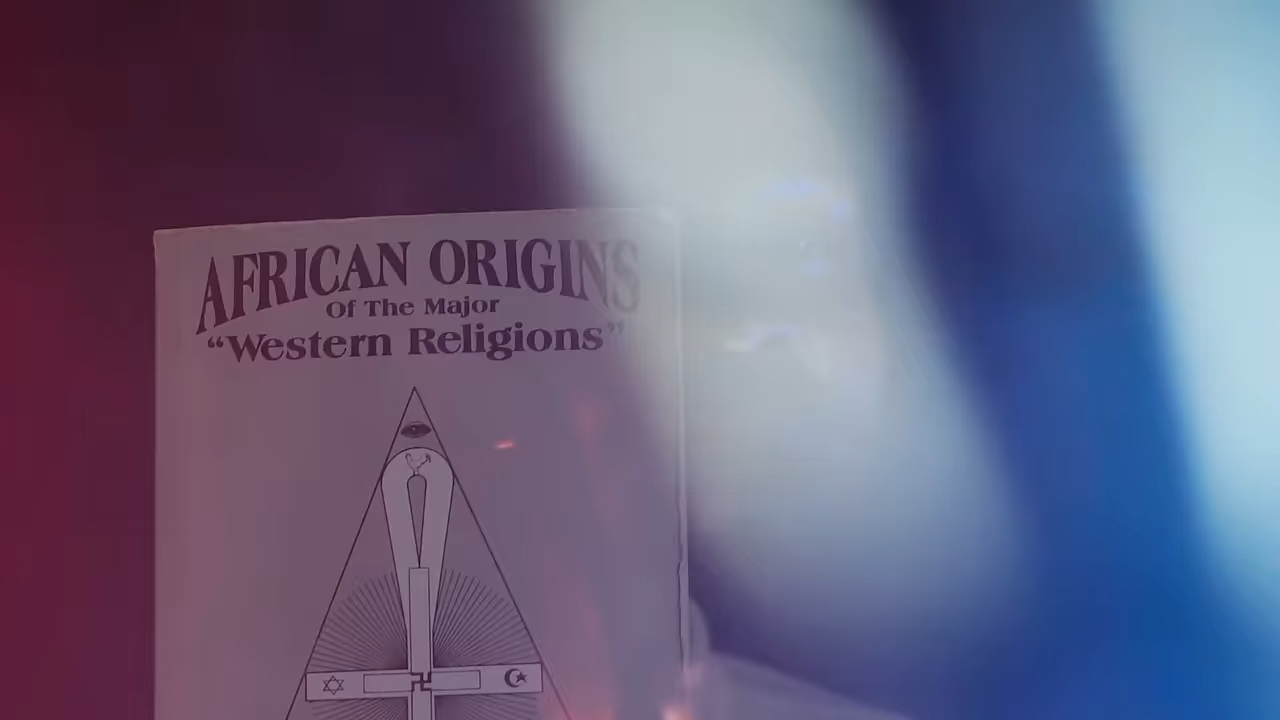 AFRICAN ORIGINS
Of The Major
“Western Religions”